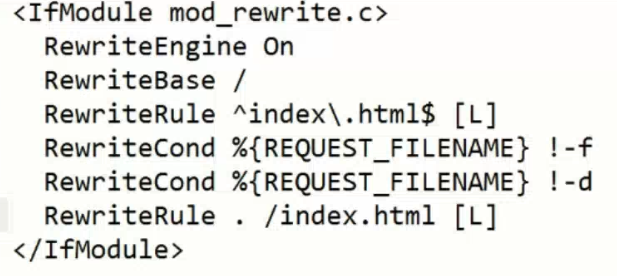 <IfModule mod_rewrite.c>
RewriteEngine On
RewriteBase /
RewriteRule ^index\.html$ [L]
RewriteCond %{REQUEST_FILENAME} !-f
RewriteCond %{REQUEST_FILENAME} !-d
RewriteRule . /index.html [L]
</IfModule>